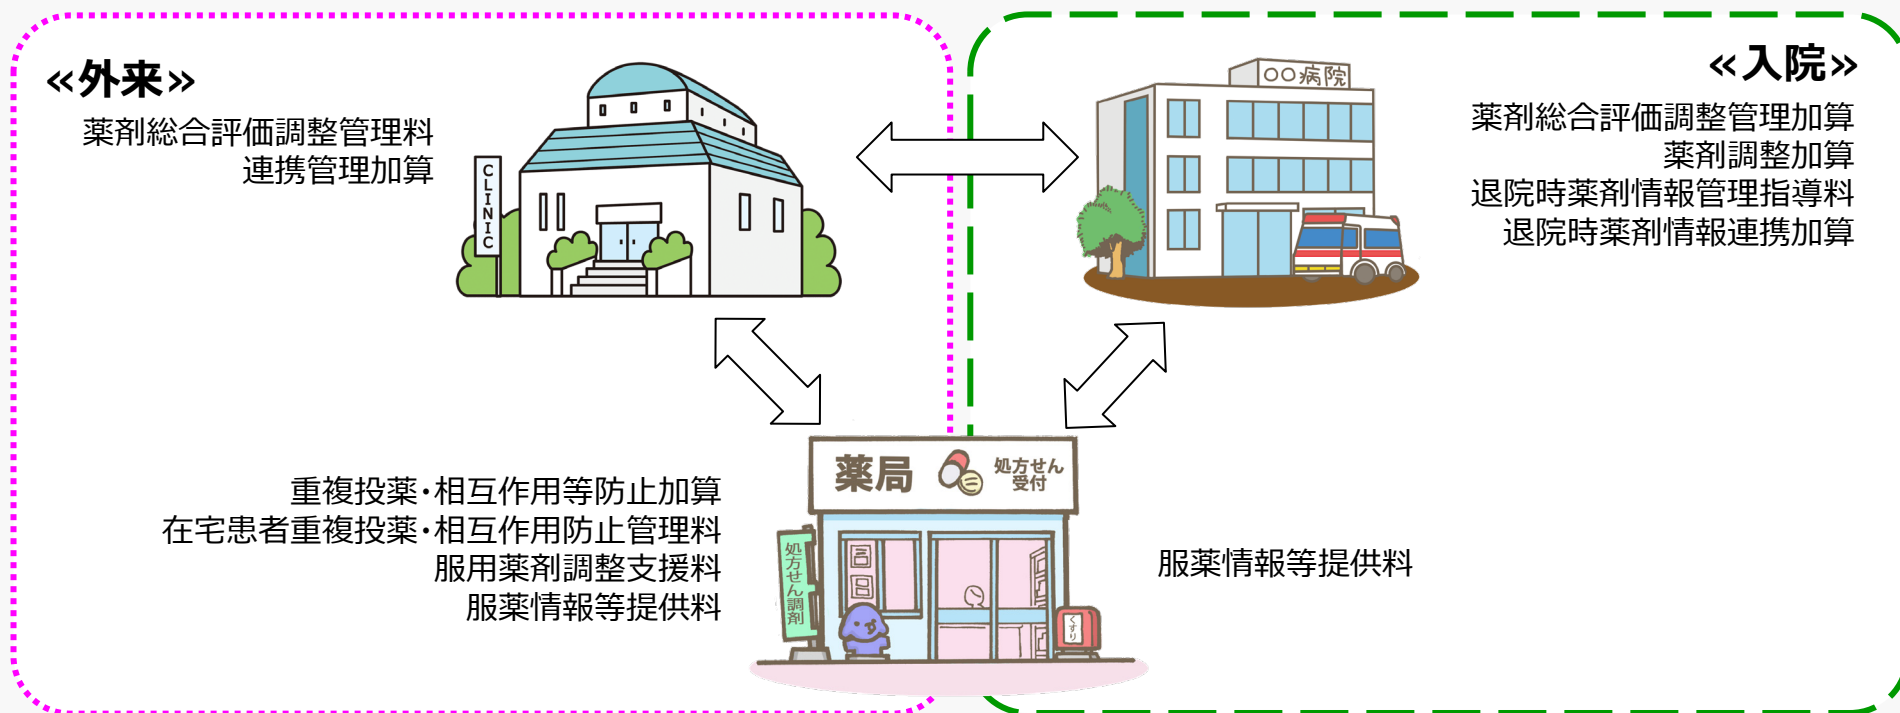 «外来»
薬剤総合評価調整管理料
連携管理加算
CLINIC
〇〇病院
«入院»
薬剤総合評価調整管理加算
薬剤調整加算
退院時薬剤情報管理指導料
退院時薬剤情報連携加算
重複投薬・相互作用等防止加算
在宅患者重複投薬・相互作用防止管理料
服用薬剤調整支援料
服薬情報等提供料
薬局
処方せん
受付
処方せん調剤
くすり
服薬情報等提供料